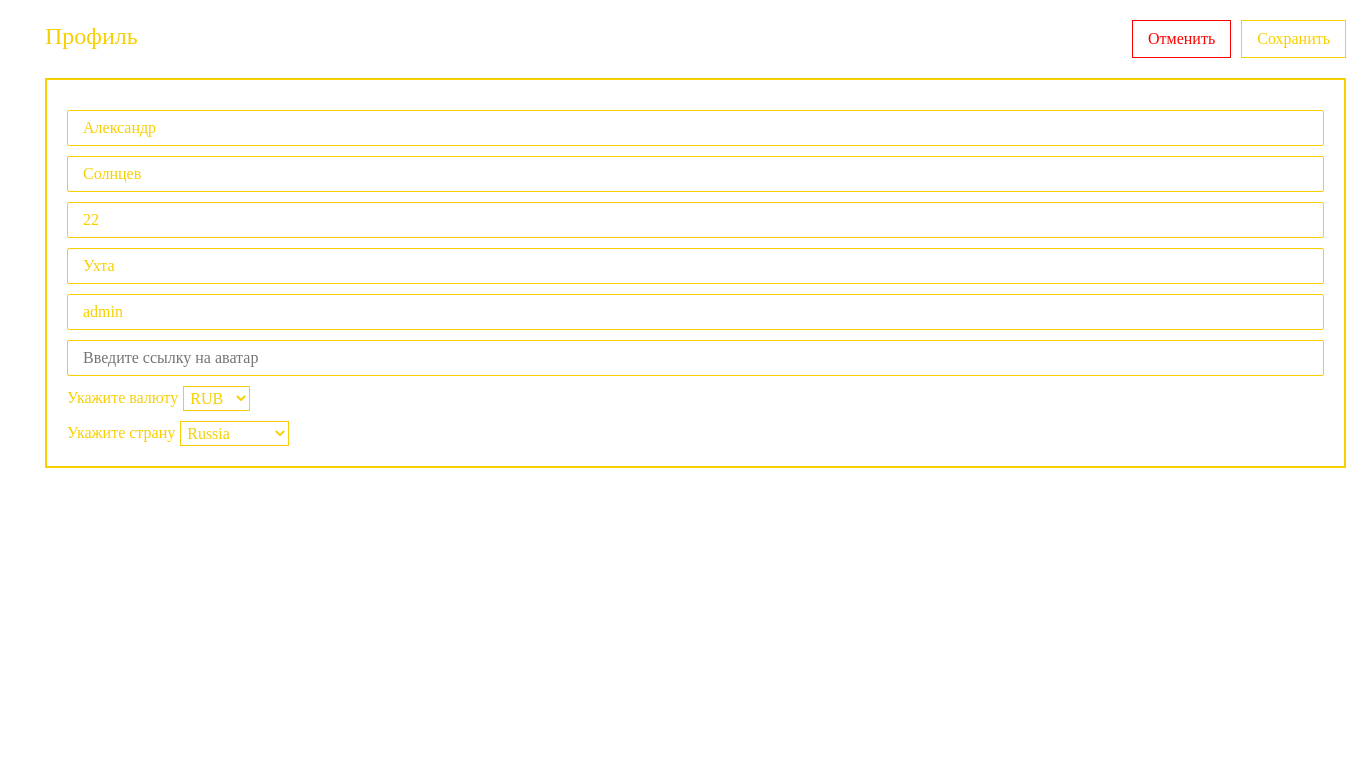 Профиль
Отменить
Сохранить
Александр
Солнцев
22
Ухта
admin
Введите ссылку на аватар
Укажите валюту RUB
Укажите страну Russia